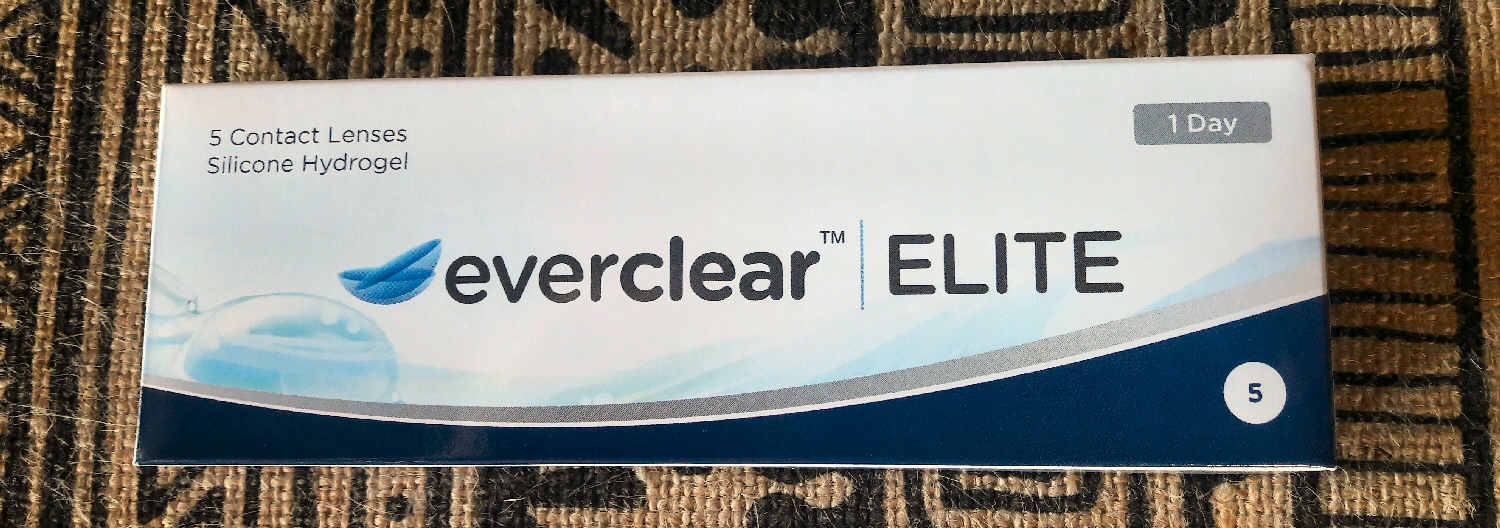 5 Contact Lenses
Silicone Hydrogel
1 Day
everclear™ ELITE
5